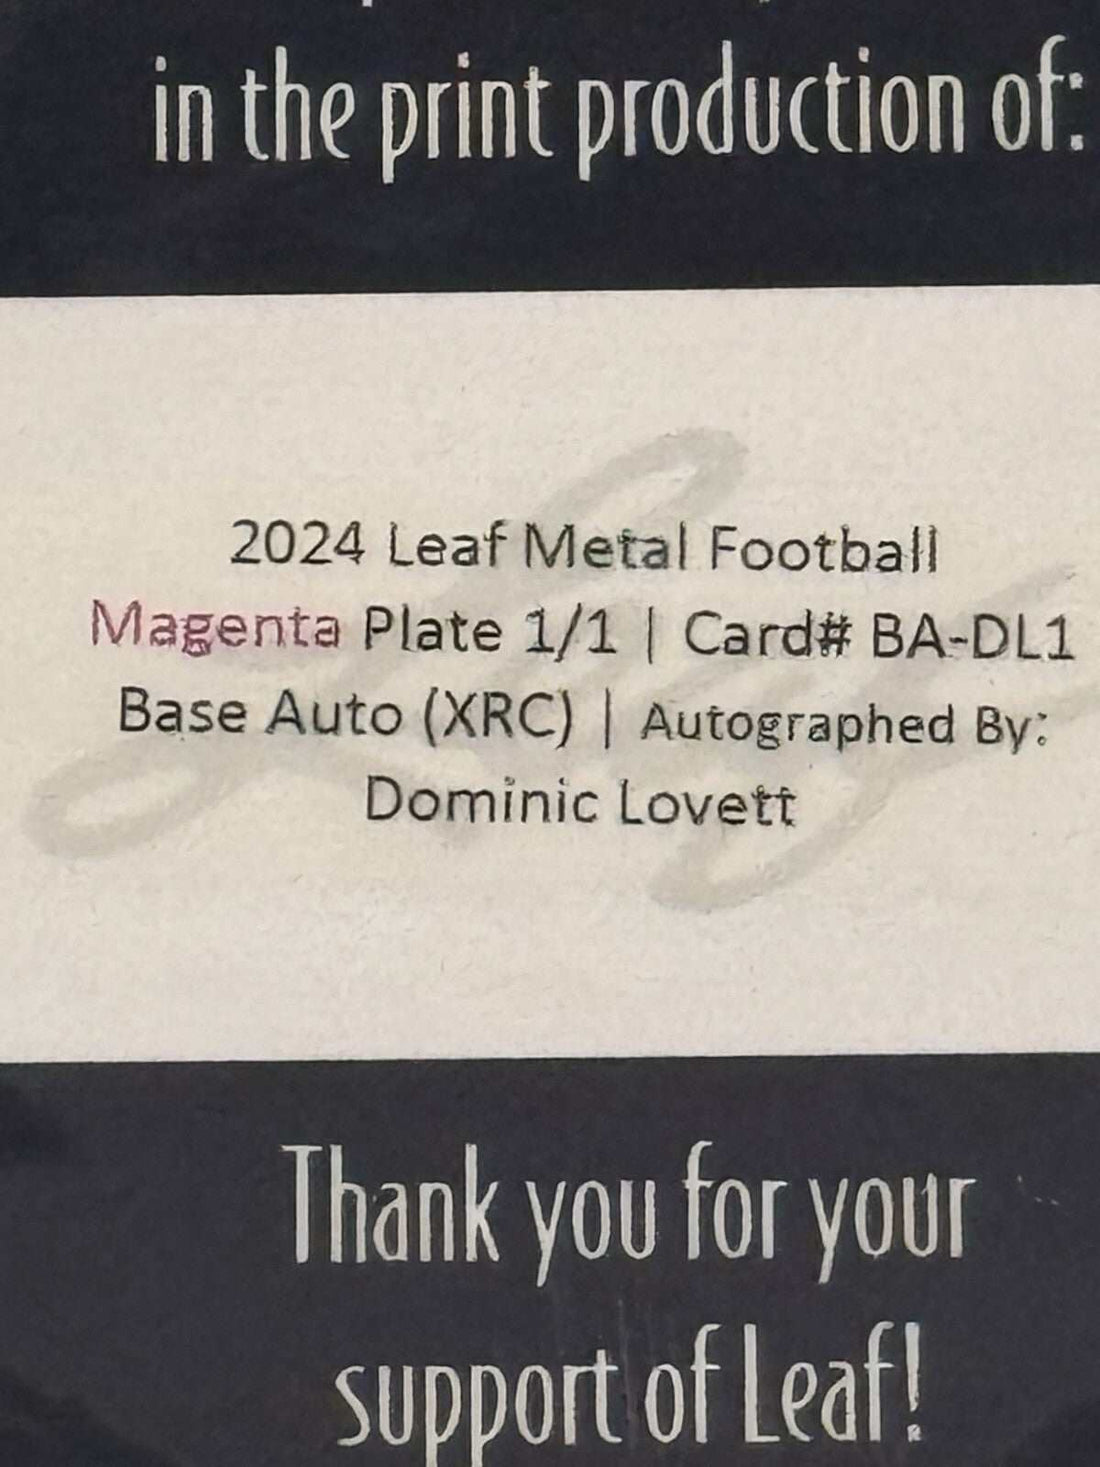 in the print production of:
2024 Leaf Metal Football
Magenta Plate 1/1 | Card# BA-DL1
Base Auto (XRC) | Autographed By:
Dominic Lovett
Thank you for your
support of Leaf!